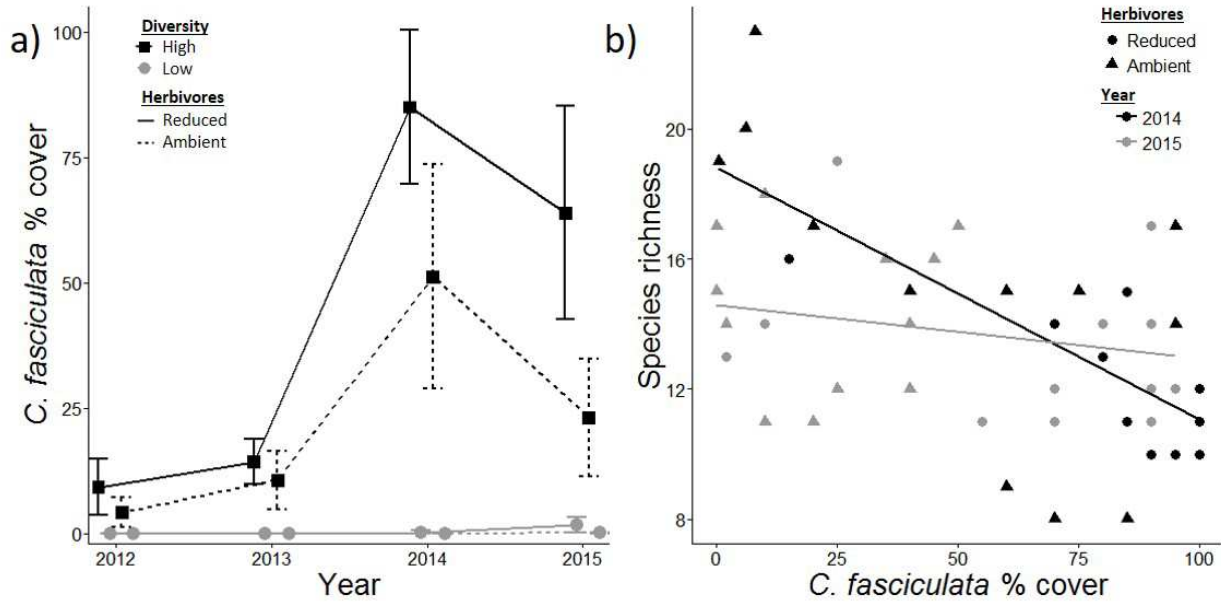 a)
Diversity
High
Low
Herbivores
Reduced
Ambient
100
75
50
25
0
C. fasciculata % cover
2012
2013
2014
2015
Year
b)
Herbivores
Reduced
Ambient
Year
2014
2015
20
16
12
8
Species richness
0
25
50
75
100
C. fasciculata % cover